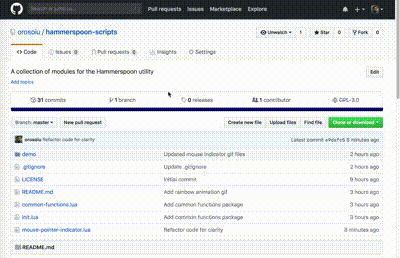 Search or jump to...
Pull requests Issues Marketplace Explore
orosoiu / hammerspoon-scripts
Unwatch 1 Star 0 Fork 0
Code Issues 0 Pull requests 0 Insights Settings
A collection of modules for the Hammerspoon utility Edit
Add topics
31 commits 1 branch 0 releases 1 contributor GPL-3.0
Branch: master New pull request Create new file Upload files Find file Clone or download
orosoiu Refactor code for clarity Latest commit 6 minutes ago
demo Updated mouse indicator gif files 2 hours ago
.gitignore Update .gitignore 2 hours ago
LICENSE Initial commit 9 hours ago
README.md Add rainbow animation gif 2 hours ago
common-functions.lua Add common functions package 3 hours ago
init.lua Add common functions package 3 hours ago
mouse-pointer-indicator.lua Refactor code for clarity 8 minutes ago
README.md